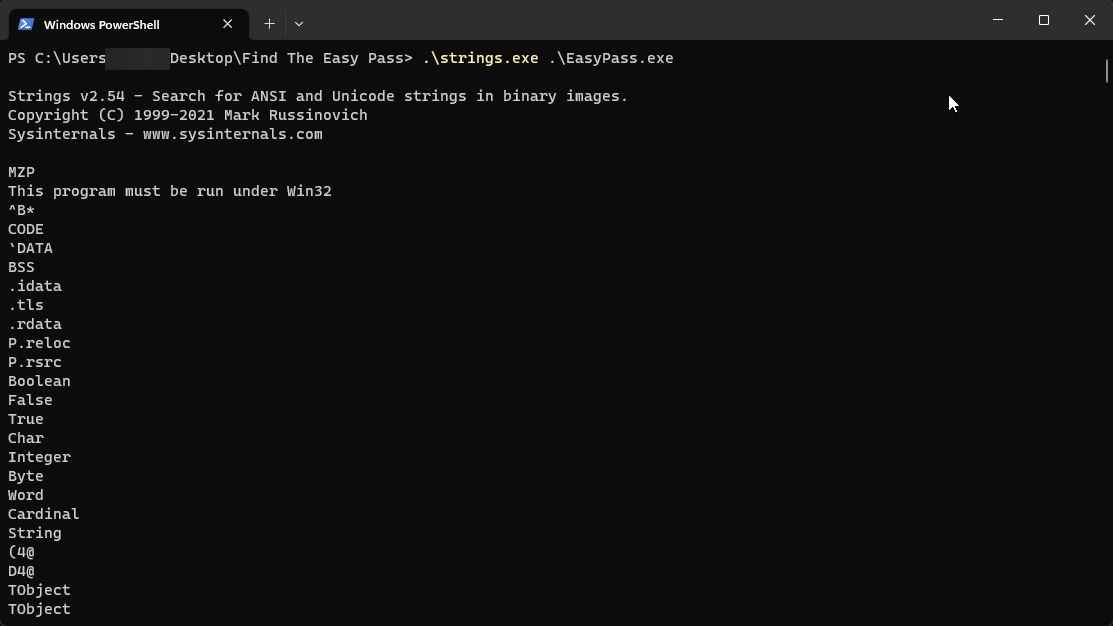 Windows PowerShell
PS C:\Users Desktop\Find The Easy Pass> .\strings.exe .\EasyPass.exe
Strings v2.54 - Search for ANSI and Unicode strings in binary images.
Copyright (C) 1999-2021 Mark Russinovich
Sysinternals - www.sysinternals.com
MZP
This program must be run under Win32
^B*
CODE
`DATA
BSS
.idata
.tls
.rdata
P.reloc
P.rsrc
Boolean
False
True
Char
Integer
Byte
Word
Cardinal
String
(4@
D4@
TObject
TObject